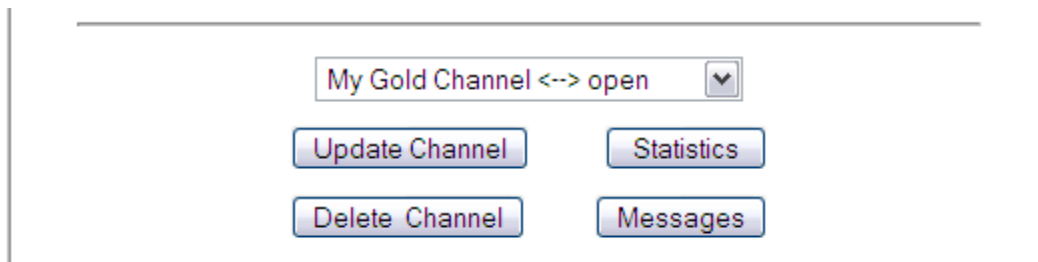 My Gold Channel <--> open
Update Channel Statistics
Delete Channel Messages